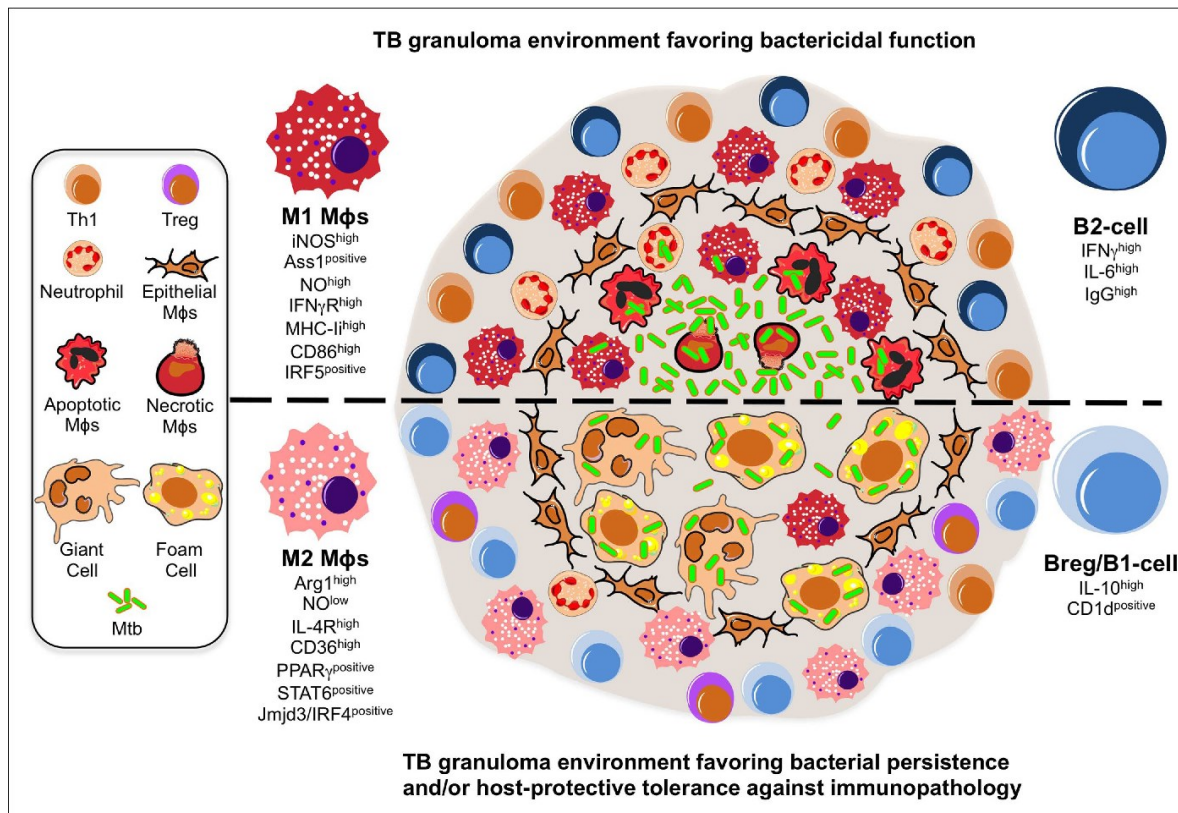 TB granuloma environment favoring bactericidal function
Th1
Treg
Neutrophil
Epithelial
Mϕs
Apoptotic
Mϕs
Necrotic
Mϕs
Giant
Cell
Foam
Cell
Mtb
M1 Mϕs
iNOShigh
Ass1positive
NOhigh
IFNγRhigh
MHC-IIhigh
CD86high
IRF5positive
M2 Mϕs
Arg1high
NOlow
IL-4Rhigh
CD36high
PPARγpositive
STAT6positive
Jmjd3/IRF4positive
B2-cell
IFNγhigh
IL-6high
IgGhigh
Breg/B1-cell
IL-10high
CD1dpositive
TB granuloma environment favoring bacterial persistence
and/or host-protective tolerance against immunopathology